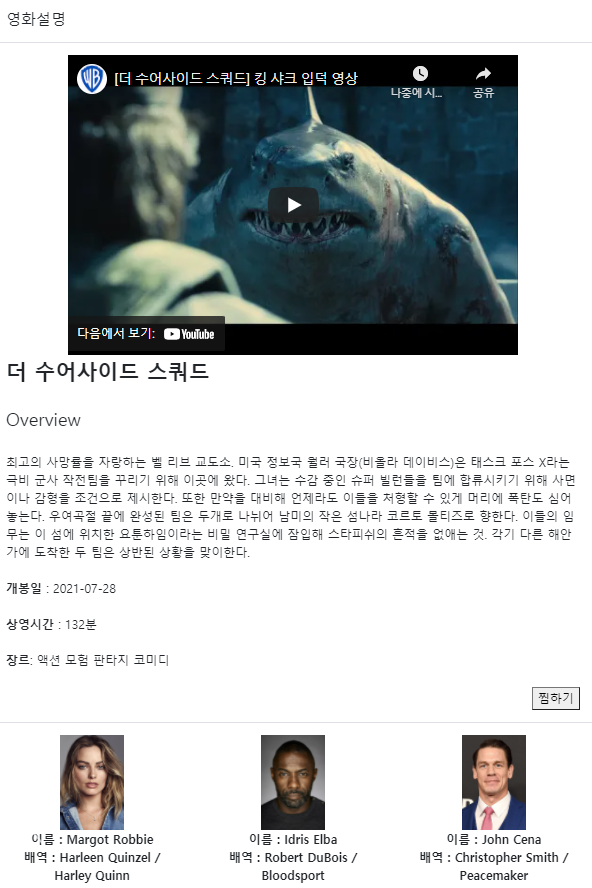 영화설명
[더 수어사이드 스쿼드] 킹 샤크 입덕 영상
나중에 시...
공유
다음에서 보기: YouTube
더 수어사이드 스쿼드
Overview
최고의 사망률을 자랑하는 벨 리브 교도소. 미국 정보국 월러 국장(비올라 데이비스)은 태스크 포스 X라는
극비 군사 작전팀을 꾸리기 위해 이곳에 왔다. 그녀는 수감 중인 슈퍼 빌런들을 팀에 합류시키기 위해 사면
이나 감형을 조건으로 제시한다. 또한 만약을 대비해 언제라도 이들을 처형할 수 있게 머리에 폭탄도 심어
놓는다. 우여곡절 끝에 완성된 팀은 두개로 나뉘어 남미의 작은 섬나라 코르토 몰티즈로 향한다. 이들의 임
무는 이 섬에 위치한 요툰하임이라는 비밀 연구실에 잠입해 스타피쉬의 흔적을 없애는 것. 각기 다른 해안
가에 도착한 두 팀은 상반된 상황을 맞이한다.
개봉일 : 2021-07-28
상영시간 : 132분
장르: 액션 모험 판타지 코미디
찜하기
이름 : Margot Robbie
배역 : Harleen Quinzel /
Harley Quinn
이름 : Idris Elba
배역 : Robert DuBois /
Bloodsport
이름 : John Cena
배역 : Christopher Smith /
Peacemaker